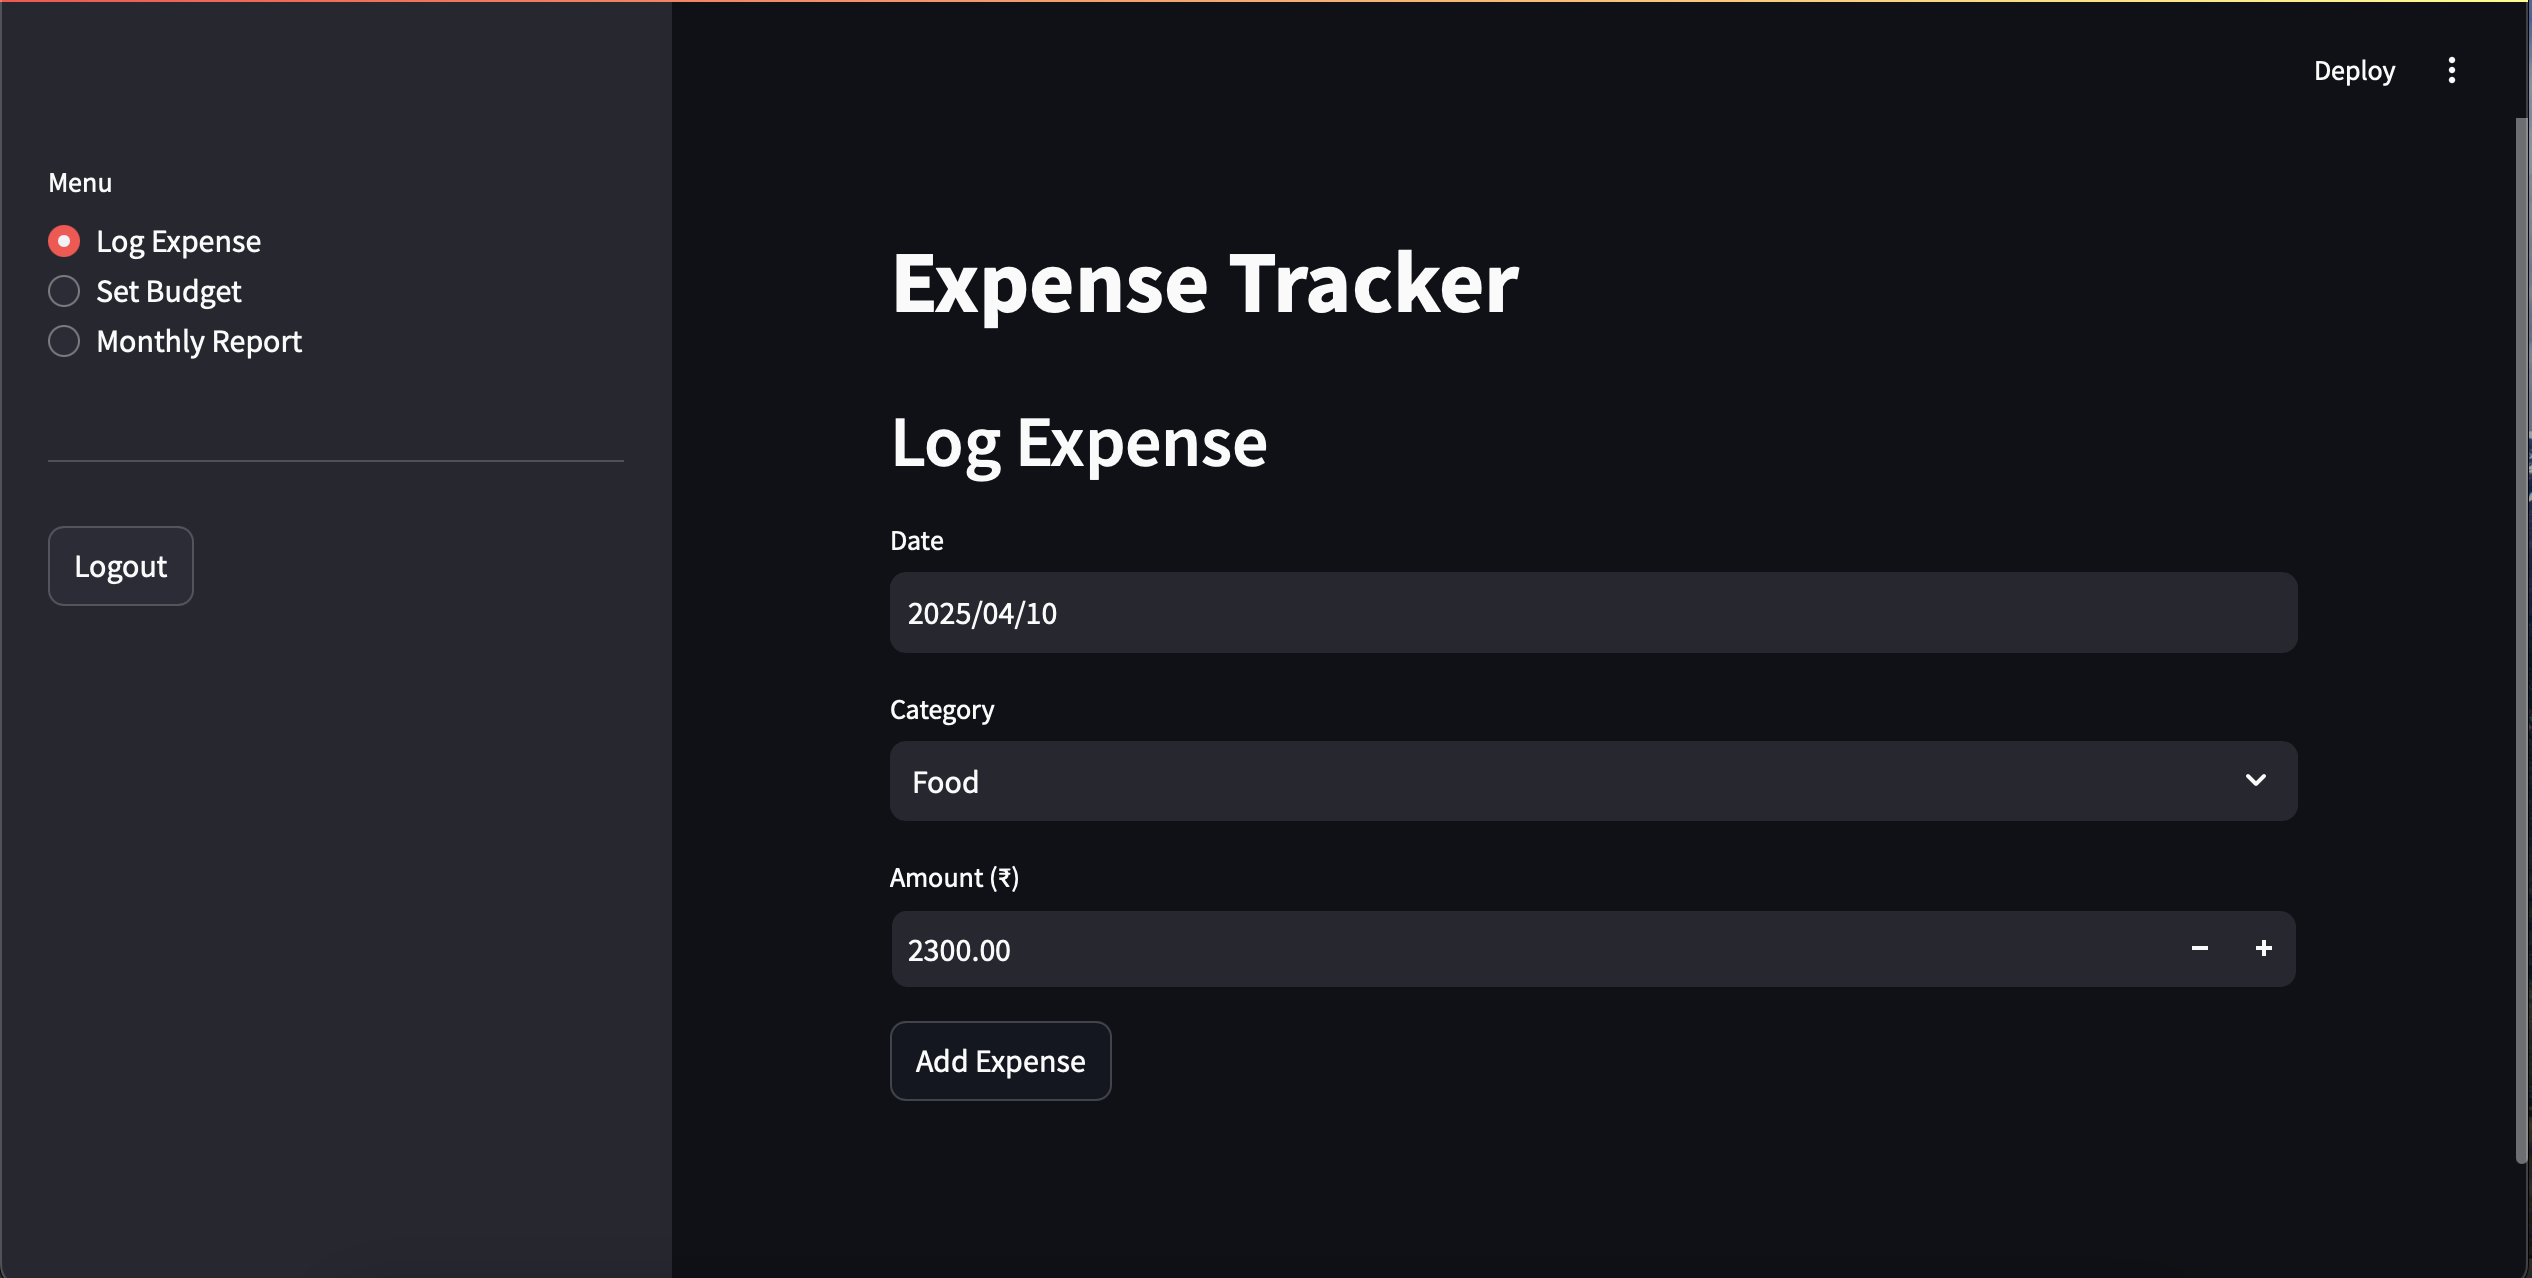 Deploy
Menu
Log Expense
Set Budget
Monthly Report
Logout
Expense Tracker
Log Expense
Date
2025/04/10
Category
Food
Amount (₹)
2300.00
Add Expense